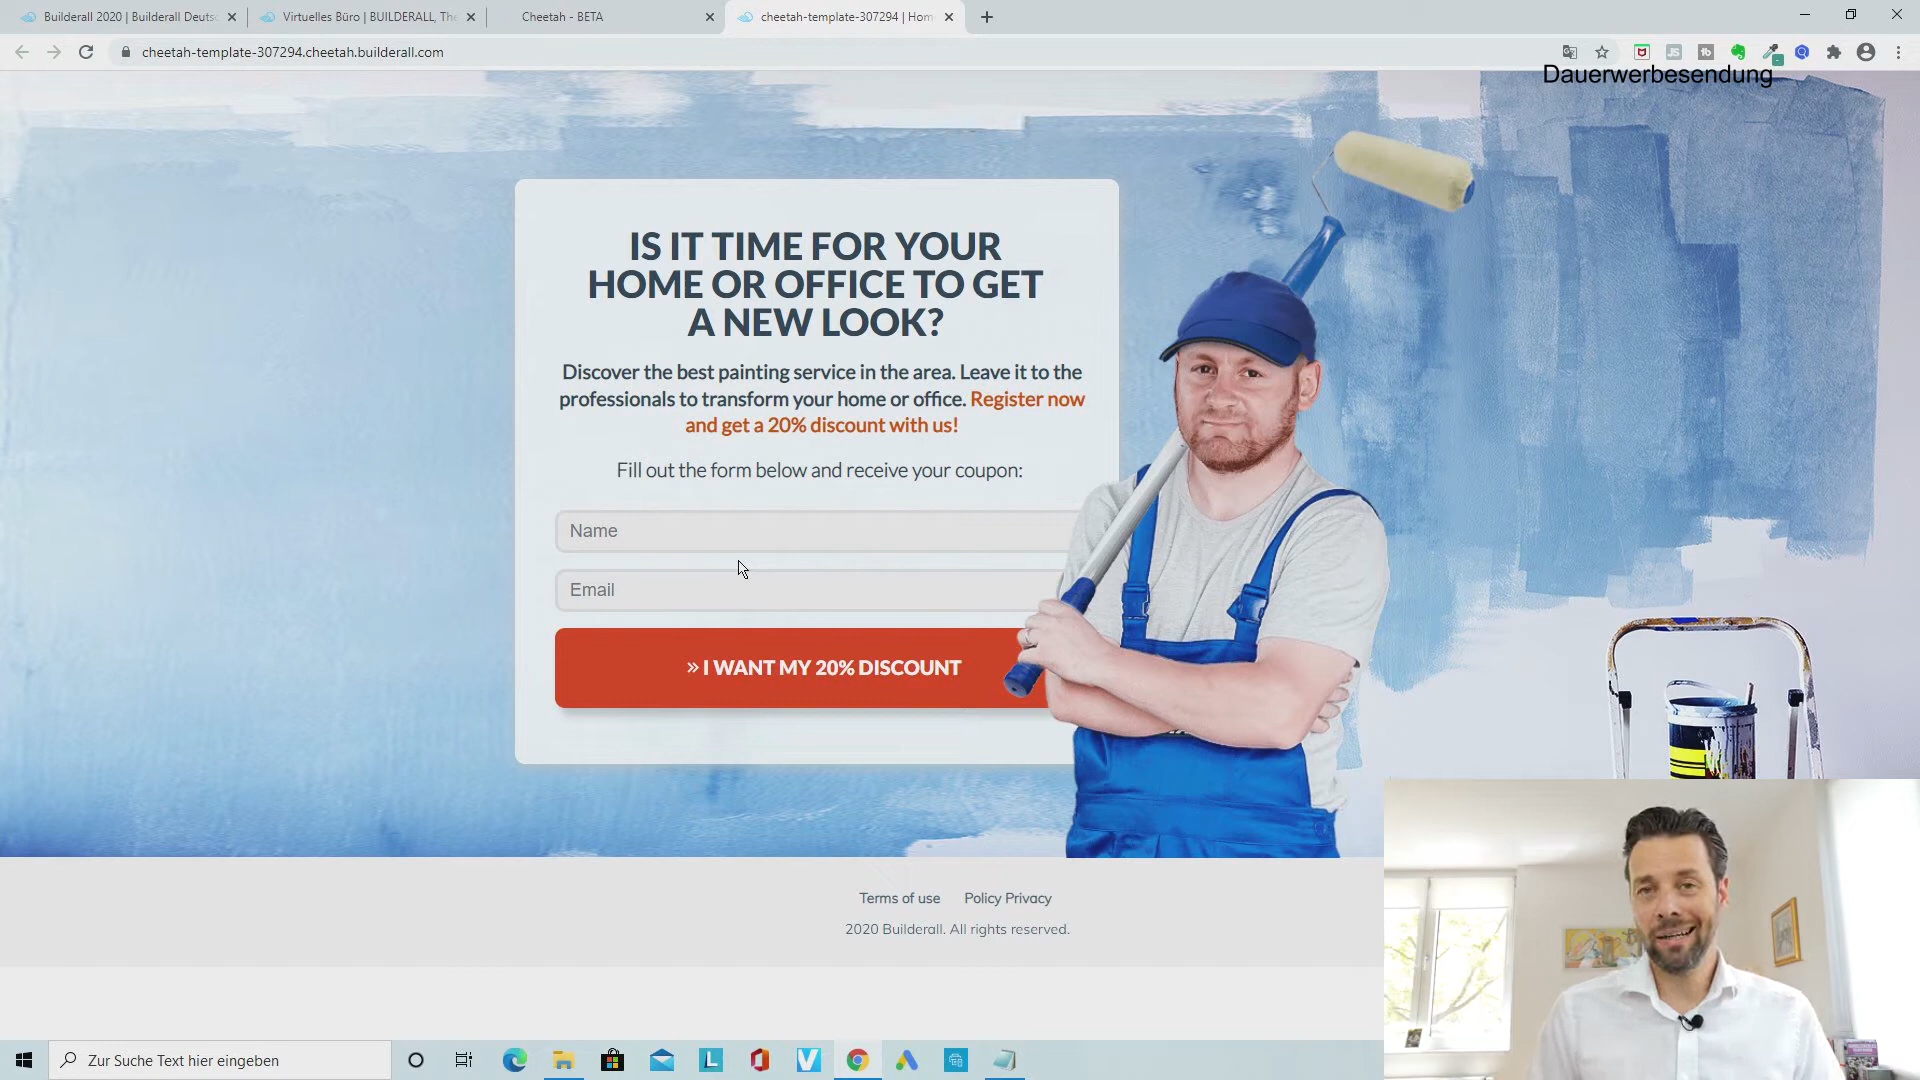 Builderall 2020 | Builderall Deuts
Virtuelles Büro | BUILDERALL, The
Cheetah - BETA
cheetah-template-307294 | Hom
cheetah-template-307294.cheetah.builderall.com
Dauerwerbesendung
IS IT TIME FOR YOUR
HOME OR OFFICE TO GET
A NEW LOOK?
Discover the best painting service in the area. Leave it to the
professionals to transform your home or office. Register now
and get a 20% discount with us!
Fill out the form below and receive your coupon:
Name
Email
» I WANT MY 20% DISCOUNT
Terms of use Policy Privacy
2020 Builderall. All rights reserved.
Zur Suche Text hier eingeben